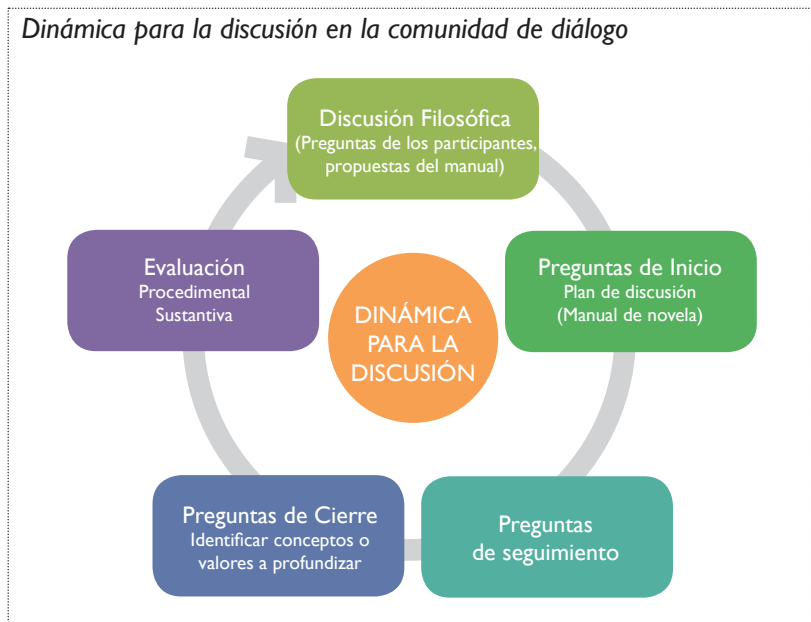 Dinámica para la discusión en la comunidad de diálogo
Discusión Filosófica
(Preguntas de los participantes,
propuestas del manual)
Evaluación
Procedimental
Sustantiva
DINÁMICA
PARA LA
DISCUSIÓN
Preguntas de Inicio
Plan de discusión
(Manual de novela)
Preguntas de Cierre
Identificar conceptos o
valores a profundizar
Preguntas
de seguimiento